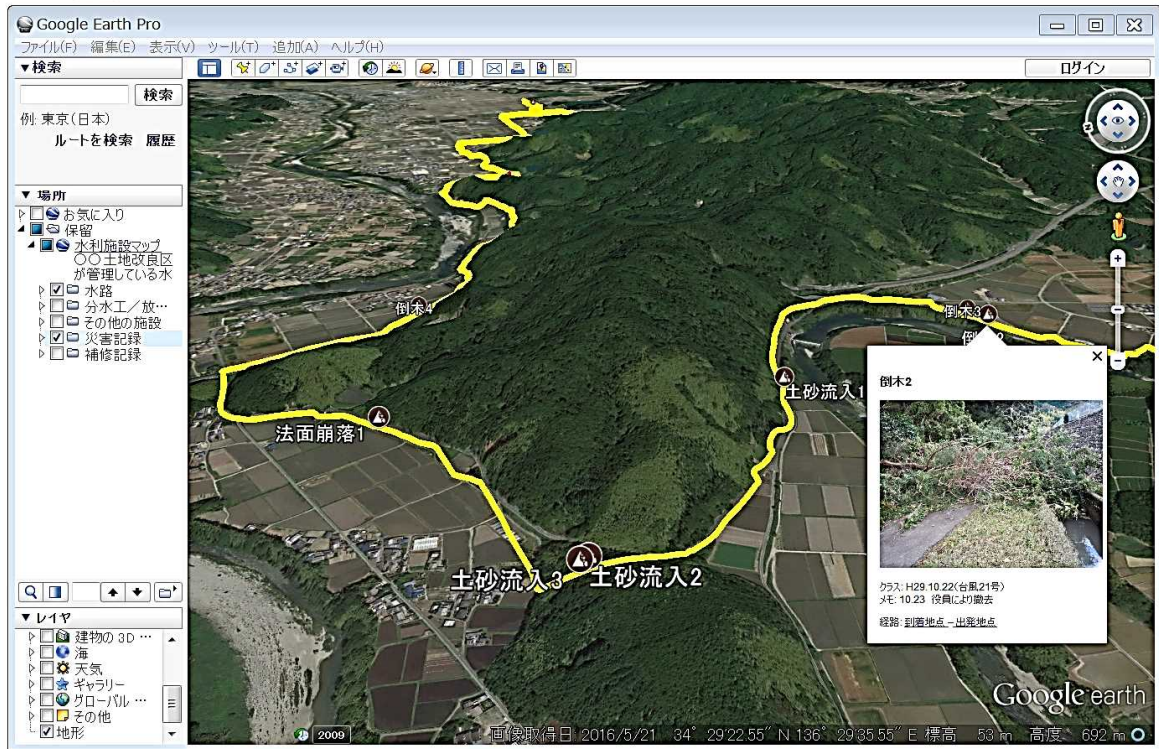 Google Earth Pro
ファイル(F) 編集(E) 表示(V) ツール(T) 追加(A) ヘルプ(H)
▼検索
ログイン
検索
例: 東京(日本)
ルートを検索 履歴
▼ 場所
お気に入り
保留
水利施設マップ
〇〇土地改良区
が管理している水
水路
分水工/放…
その他の施設
災害記録
補修記録
▼ レイヤ
建物の 3D …
海
天気
ギャラリー
グローバル …
その他
地形
倒木4
倒木3
土砂流入1
法面崩落1
土砂流入3
土砂流入2
倒木2
クラス: H29.10.22(台風21号)
メモ: 10.23 役員により撤去
経路: 到着地点 – 出発地点
Google earth
2009
画像取得日 2016/5/21 34° 29'22.55" N 136° 29'35.55" E 標高 53 m 高度 692 m